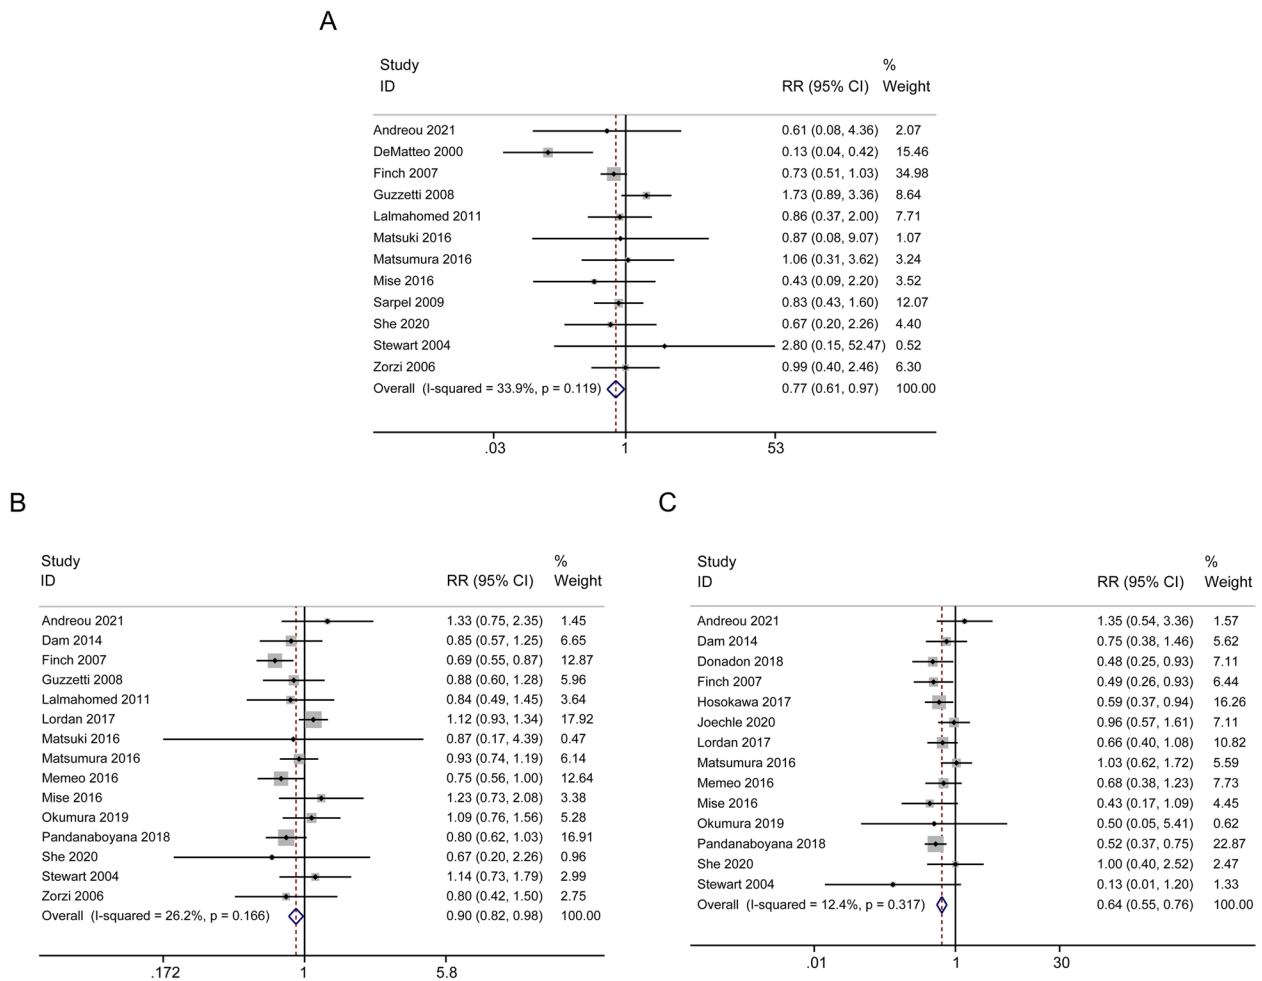 A
Study %
ID RR (95% CI) Weight
Andreou 2021 0.61 (0.08, 4.36) 2.07
DeMatteo 2000 0.13 (0.04, 0.42) 15.46
Finch 2007 0.73 (0.51, 1.03) 34.98
Guzzetti 2008 1.73 (0.89, 3.36) 8.64
Lalmahomed 2011 0.86 (0.37, 2.00) 7.71
Matsuki 2016 0.87 (0.08, 9.07) 1.07
Matsumura 2016 1.06 (0.31, 3.62) 3.24
Mise 2016 0.43 (0.09, 2.20) 3.52
Sarpel 2009 0.83 (0.43, 1.60) 12.07
She 2020 0.67 (0.20, 2.26) 4.40
Stewart 2004 2.80 (0.15, 52.47) 0.52
Zorzi 2006 0.99 (0.40, 2.46) 6.30
Overall (I-squared = 33.9%, p = 0.119) 0.77 (0.61, 0.97) 100.00
.03 1 53
B
Study %
ID RR (95% CI) Weight
Andreou 2021 1.33 (0.75, 2.35) 1.45
Dam 2014 0.85 (0.57, 1.25) 6.65
Finch 2007 0.69 (0.55, 0.87) 12.87
Guzzetti 2008 0.88 (0.60, 1.28) 5.96
Lalmahomed 2011 0.84 (0.49, 1.45) 3.64
Lordan 2017 1.12 (0.93, 1.34) 17.92
Matsuki 2016 0.87 (0.17, 4.39) 0.47
Matsumura 2016 0.93 (0.74, 1.19) 6.14
Memeo 2016 0.75 (0.56, 1.00) 12.64
Mise 2016 1.23 (0.73, 2.08) 3.38
Okumura 2019 1.09 (0.76, 1.56) 5.28
Pandanaboyana 2018 0.80 (0.62, 1.03) 16.91
She 2020 0.67 (0.20, 2.26) 0.96
Stewart 2004 1.14 (0.73, 1.79) 2.99
Zorzi 2006 0.80 (0.42, 1.50) 2.75
Overall (I-squared = 26.2%, p = 0.166) 0.90 (0.82, 0.98) 100.00
.172 1 5.8
C
Study %
ID RR (95% CI) Weight
Andreou 2021 1.35 (0.54, 3.36) 1.57
Dam 2014 0.75 (0.38, 1.46) 5.62
Donadon 2018 0.48 (0.25, 0.93) 7.11
Finch 2007 0.49 (0.26, 0.93) 6.44
Hosokawa 2017 0.59 (0.37, 0.94) 16.26
Joechle 2020 0.96 (0.57, 1.61) 7.11
Lordan 2017 0.66 (0.40, 1.08) 10.82
Matsumura 2016 1.03 (0.62, 1.72) 5.59
Memeo 2016 0.68 (0.38, 1.23) 7.73
Mise 2016 0.43 (0.17, 1.09) 4.45
Okumura 2019 0.50 (0.05, 5.41) 0.62
Pandanaboyana 2018 0.52 (0.37, 0.75) 22.87
She 2020 1.00 (0.40, 2.52) 2.47
Stewart 2004 0.13 (0.01, 1.20) 1.33
Overall (I-squared = 12.4%, p = 0.317) 0.64 (0.55, 0.76) 100.00
.01 1 30